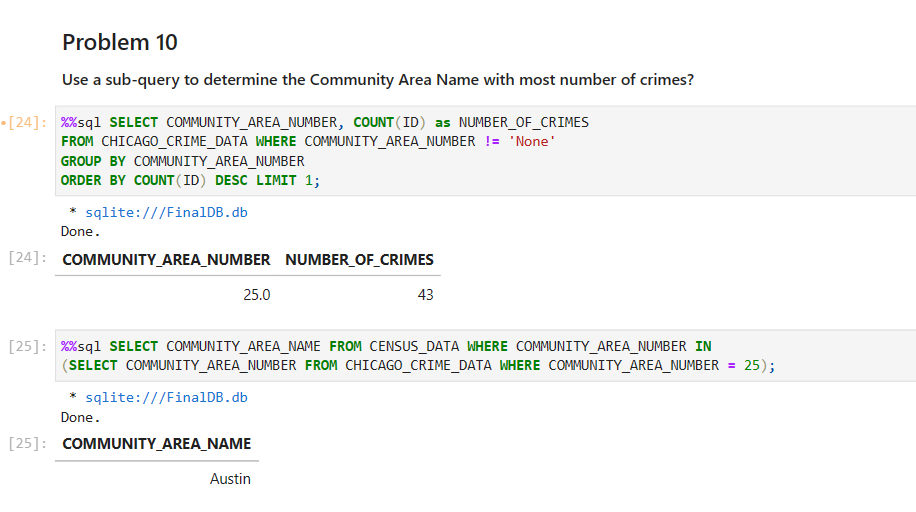 Problem 10
Use a sub-query to determine the Community Area Name with most number of crimes?
[24]: %%sql SELECT COMMUNITY_AREA_NUMBER, COUNT(ID) as NUMBER_OF_CRIMES
FROM CHICAGO_CRIME_DATA WHERE COMMUNITY_AREA_NUMBER != 'None'
GROUP BY COMMUNITY_AREA_NUMBER
ORDER BY COUNT(ID) DESC LIMIT 1;
* sqlite:///FinalDB.db
Done.
[24]: COMMUNITY_AREA_NUMBER NUMBER_OF_CRIMES
25.0 43
[25]: %%sql SELECT COMMUNITY_AREA_NAME FROM CENSUS_DATA WHERE COMMUNITY_AREA_NUMBER IN
(SELECT COMMUNITY_AREA_NUMBER FROM CHICAGO_CRIME_DATA WHERE COMMUNITY_AREA_NUMBER = 25);
* sqlite:///FinalDB.db
Done.
[25]: COMMUNITY_AREA_NAME
Austin